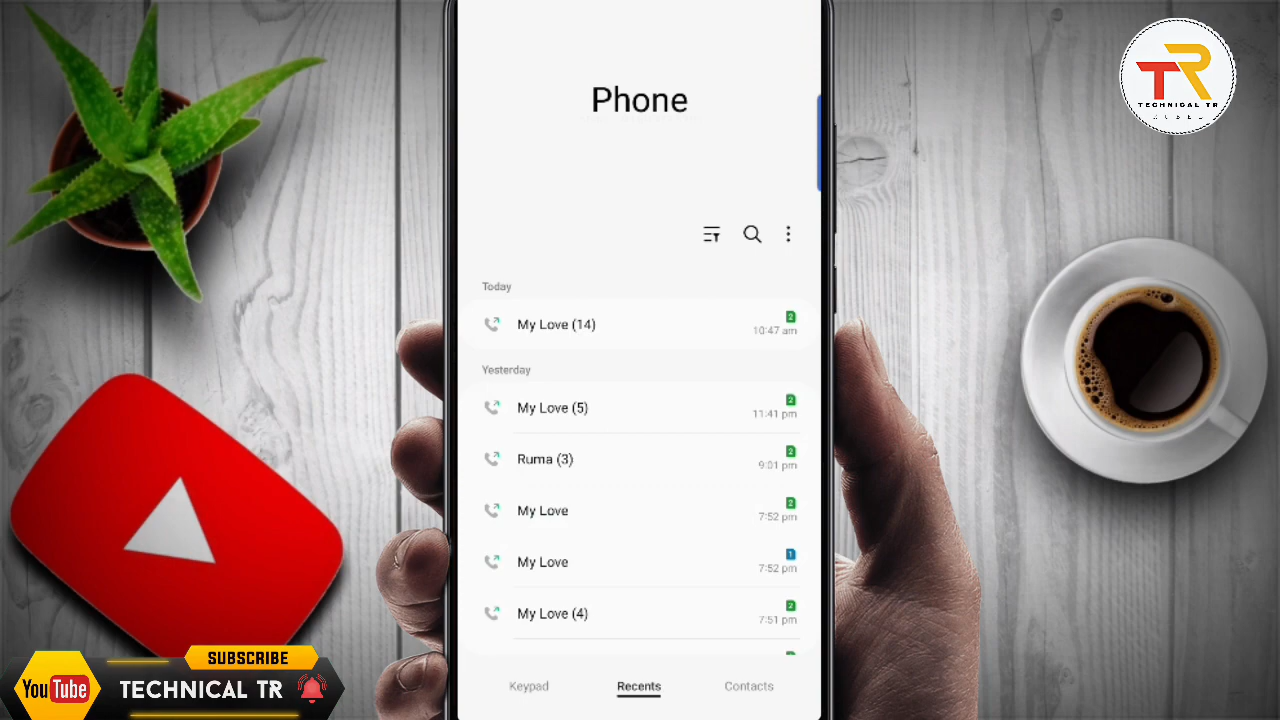 Phone
Today
My Love (14)
2
10:47 am
Yesterday
My Love (5)
2
11:41 pm
Ruma (3)
2
9:01 pm
My Love
2
7:52 pm
My Love
1
7:52 pm
My Love (4)
2
7:51 pm
Keypad
Recents
Contacts
TR
TECHNICAL TR
SUBSCRIBE
YouTube
TECHNICAL TR